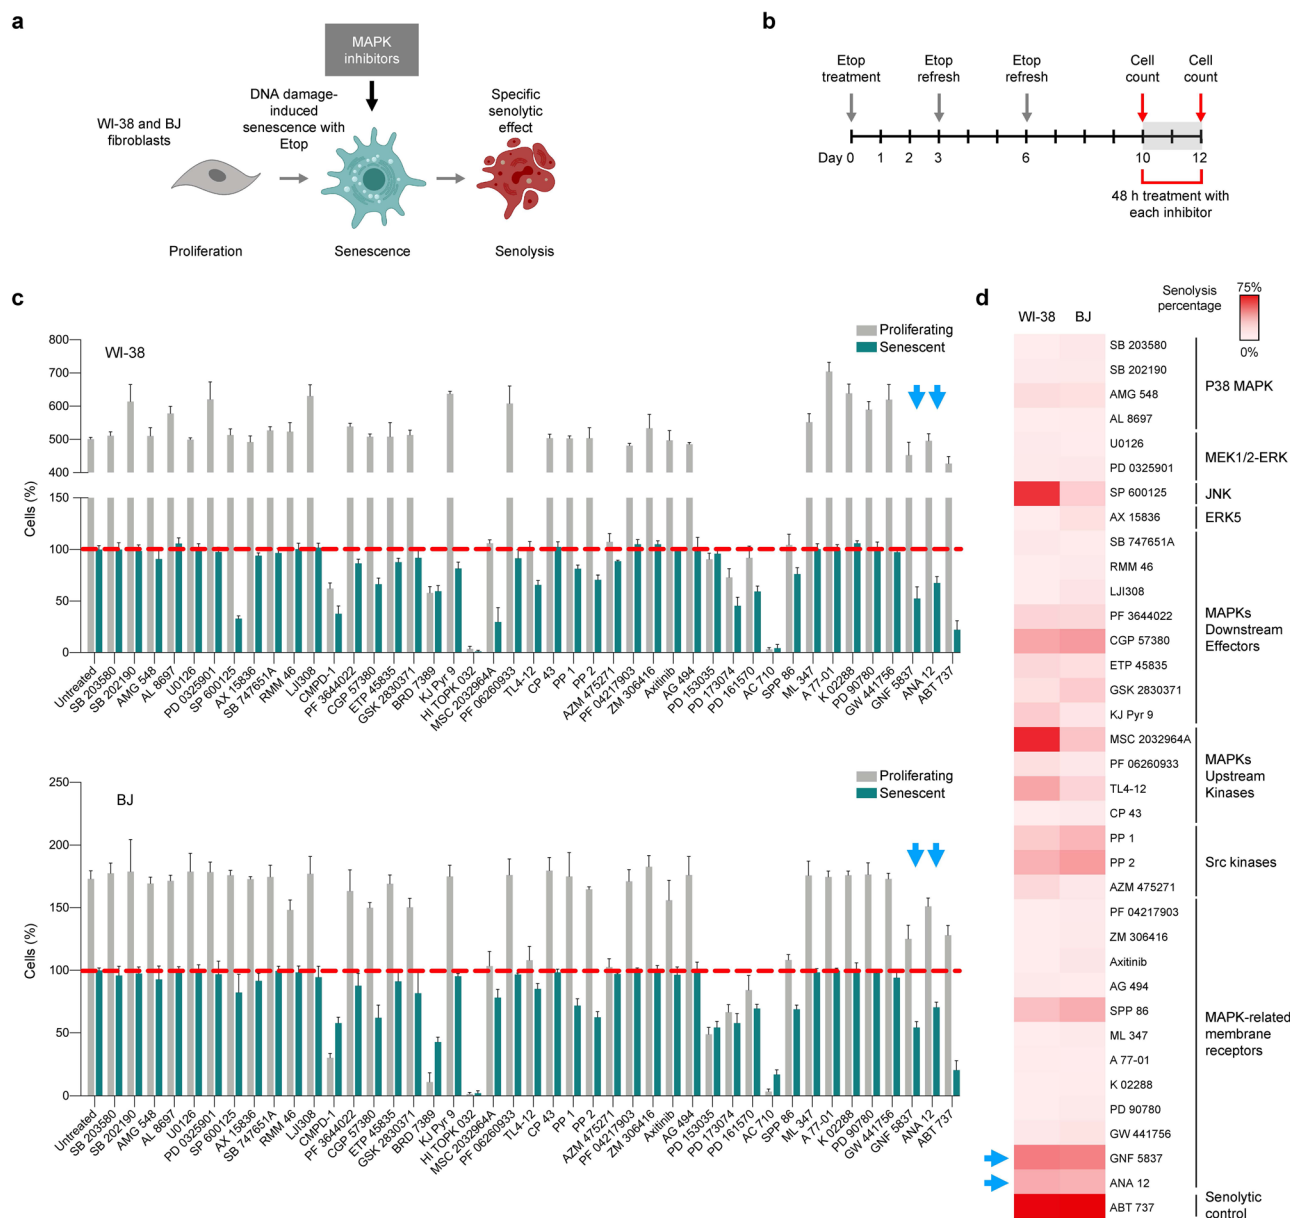 a
MAPK
inhibitors
DNA damage-
induced
senescence with
Etop
Specific
senolytic
effect
WI-38 and BJ
fibroblasts
Proliferation
Senescence
Senolysis
b
Etop
treatment
Etop
refresh
Etop
refresh
Cell
count
Cell
count
Day 0 1 2 3 6 10 12
48 h treatment with
each inhibitor
c
WI-38
Proliferating
Senescent
Cells (%)
800
700
600
500
400
150
100
50
0
Untreated
SB 203580
SB 202190
AMG 548
AL 8697
U0126
PD 0325901
SP 600125
AX 15836
SB 747651A
RMM 46
LJI308
CMPD-1
PF 3644022
CGP 57380
ETP 45835
GSK 2830371
BRD 7389
KJ Pyr 9
HI TOPK 032
MSC 2032964A
PF 06260933
TL4-12
CP 43
PP 1
PP 2
AZM 475271
PF 04217903
ZM 306416
Axitinib
AG 494
PD 153035
PD 173074
PD 161570
AC 710
SPP 86
ML 347
A 77-01
K 02288
PD 90780
GW 441756
GNF 5837
ANA 12
ABT 737
BJ
Proliferating
Senescent
Cells (%)
250
200
150
100
50
0
Untreated
SB 203580
SB 202190
AMG 548
AL 8697
U0126
PD 0325901
SP 600125
AX 15836
SB 747651A
RMM 46
LJI308
CMPD-1
PF 3644022
CGP 57380
ETP 45835
GSK 2830371
BRD 7389
KJ Pyr 9
HI TOPK 032
MSC 2032964A
PF 06260933
TL4-12
CP 43
PP 1
PP 2
AZM 475271
PF 04217903
ZM 306416
Axitinib
AG 494
PD 153035
PD 173074
PD 161570
AC 710
SPP 86
ML 347
A 77-01
K 02288
PD 90780
GW 441756
GNF 5837
ANA 12
ABT 737
d
Senolysis
percentage
75%
0%
WI-38 BJ
SB 203580
SB 202190
AMG 548
AL 8697
P38 MAPK
U0126
PD 0325901
MEK1/2-ERK
SP 600125
JNK
AX 15836
ERK5
SB 747651A
RMM 46
LJI308
PF 3644022
CGP 57380
ETP 45835
GSK 2830371
KJ Pyr 9
MAPKs
Downstream
Effectors
MSC 2032964A
PF 06260933
TL4-12
CP 43
MAPKs
Upstream
Kinases
PP 1
PP 2
AZM 475271
Src kinases
PF 04217903
ZM 306416
Axitinib
AG 494
SPP 86
ML 347
A 77-01
K 02288
PD 90780
GW 441756
GNF 5837
ANA 12
MAPK-related
membrane
receptors
ABT 737
Senolytic
control